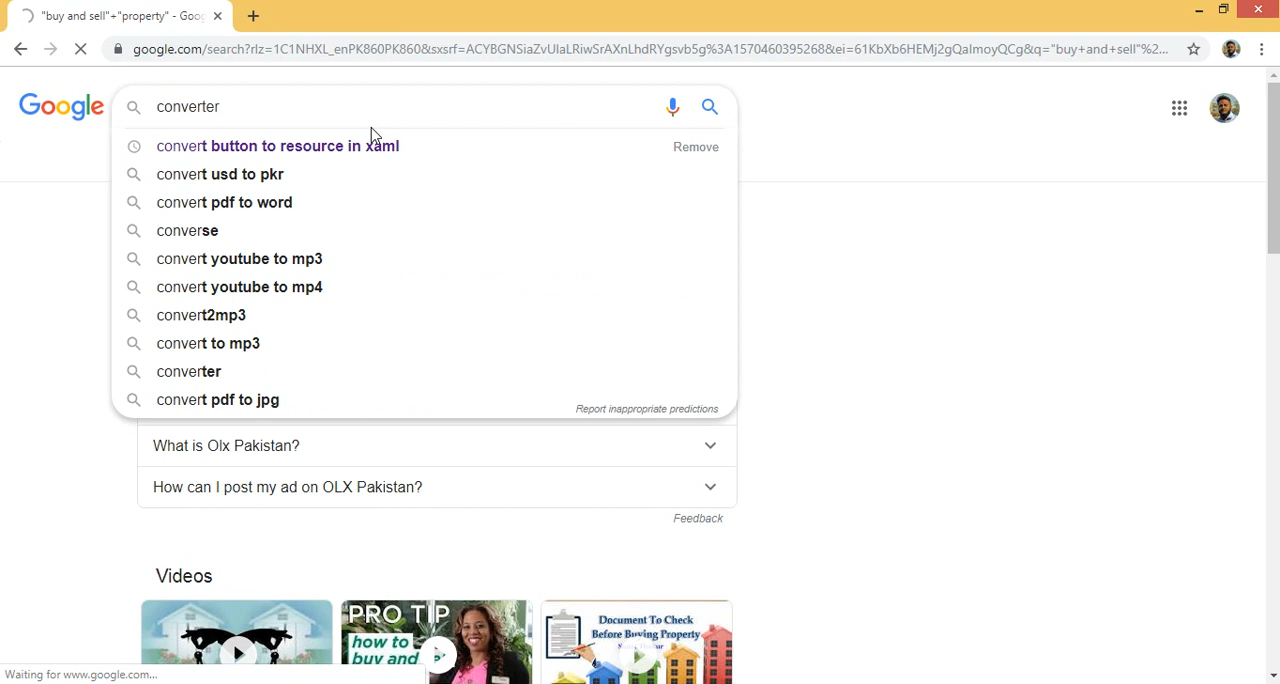 "buy and sell"+"property" - Goo
google.com/search?rlz=1C1NHXL_enPK860PK860&sxsrf=ACYBGNSiaZvUlaLRiwSrAXnLhdRYgsvb5g%3A1570460395268&ei=61KbXb6HEMj2gQalmoyQCg&q="buy+and+sell"%2...
Google
converter
convert button to resource in xaml
Remove
convert usd to pkr
convert pdf to word
converse
convert youtube to mp3
convert youtube to mp4
convert2mp3
convert to mp3
converter
convert pdf to jpg
Report inappropriate predictions
What is Olx Pakistan?
How can I post my ad on OLX Pakistan?
Feedback
Videos
PRO TIP
how to
buy and
Document To Check
Before Buying Property
Waiting for www.google.com...